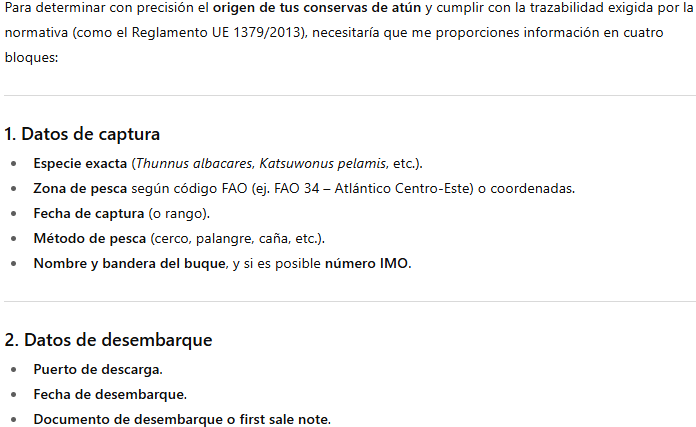 Para determinar con precisión el origen de tus conservas de atún y cumplir con la trazabilidad exigida por la
normativa (como el Reglamento UE 1379/2013), necesitaría que me proporciones información en cuatro
bloques:
1. Datos de captura
• Especie exacta (Thunnus albacares, Katsuwonus pelamis, etc.).
• Zona de pesca según código FAO (ej. FAO 34 – Atlántico Centro-Este) o coordenadas.
• Fecha de captura (o rango).
• Método de pesca (cerco, palangre, caña, etc.).
• Nombre y bandera del buque, y si es posible número IMO.
2. Datos de desembarque
• Puerto de descarga.
• Fecha de desembarque.
• Documento de desembarque o first sale note.